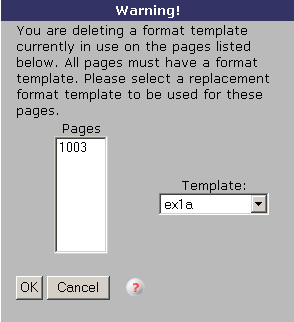 Warning!
You are deleting a format template
currently in use on the pages listed
below. All pages must have a format
template. Please select a replacement
format template to be used for these
pages.
Pages
1003
Template:
ex1a
OK Cancel ?